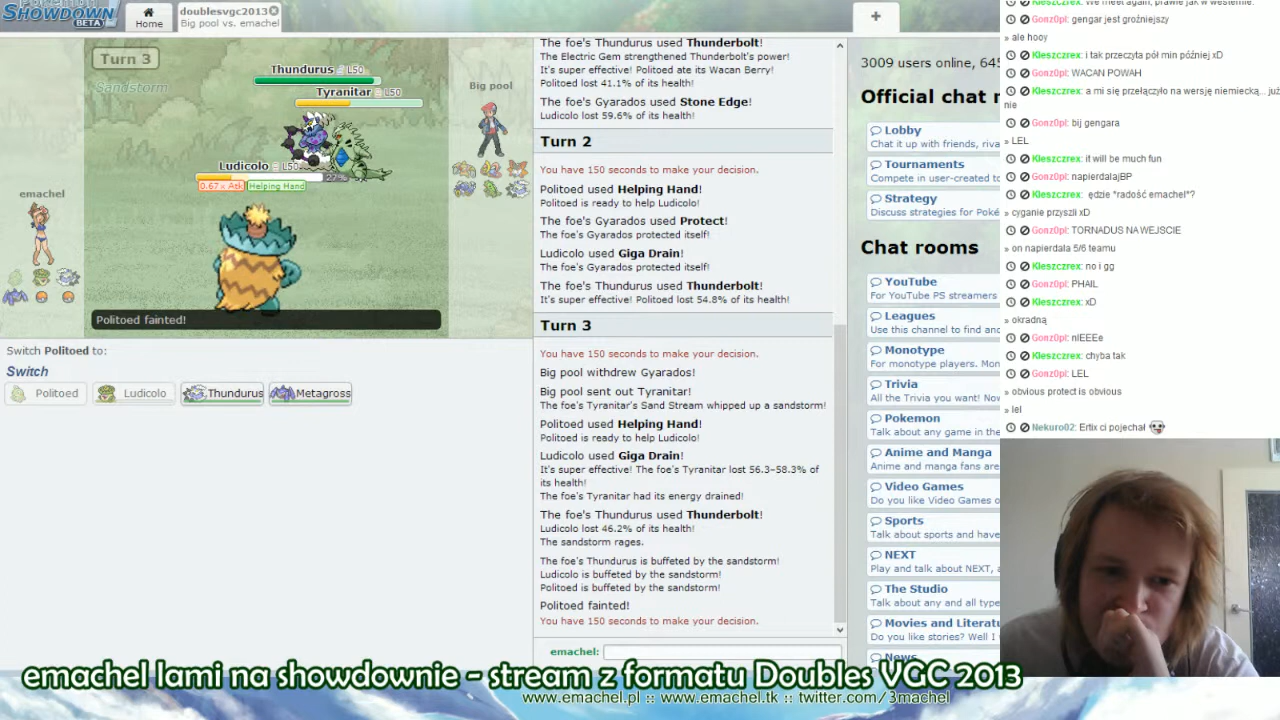 Showdown
BETA
Home
doublesvgc2013
Big pool vs. emachel
+
Turn 3
Sandstorm
Thundurus L50
Tyranitar L50
Ludicolo L50
27%
0.67× Atk Helping Hand
emachel
Big pool
Politoed fainted!
Switch Politoed to:
Switch
Politoed
Ludicolo
Thundurus
Metagross
The foe's Thundurus used Thunderbolt!
The Electric Gem strengthened Thunderbolt's power!
It's super effective! Politoed ate its Wacan Berry!
Politoed lost 41.1% of its health!
The foe's Gyarados used Stone Edge!
Ludicolo lost 59.6% of its health!
Turn 2
You have 150 seconds to make your decision.
Politoed used Helping Hand!
Politoed is ready to help Ludicolo!
The foe's Gyarados used Protect!
The foe's Gyarados protected itself!
Ludicolo used Giga Drain!
The foe's Gyarados protected itself!
The foe's Thundurus used Thunderbolt!
It's super effective! Politoed lost 54.8% of its health!
Turn 3
You have 150 seconds to make your decision.
Big pool withdrew Gyarados!
Big pool sent out Tyranitar!
The foe's Tyranitar's Sand Stream whipped up a sandstorm!
Politoed used Helping Hand!
Politoed is ready to help Ludicolo!
Ludicolo used Giga Drain!
It's super effective! The foe's Tyranitar lost 56.3–58.3% of
its health!
The foe's Tyranitar had its energy drained!
The foe's Thundurus used Thunderbolt!
Ludicolo lost 46.2% of its health!
The sandstorm rages.
The foe's Thundurus is buffeted by the sandstorm!
Ludicolo is buffeted by the sandstorm!
Politoed is buffeted by the sandstorm!
Politoed fainted!
You have 150 seconds to make your decision.
emachel:
3009 users online, 645
Official chat r
Lobby
Chat it up with friends, riva
Tournaments
Compete in user-created to
Strategy
Discuss strategies for Poké
Chat rooms
YouTube
For YouTube PS streamers
Leagues
Use this channel to find anc
Monotype
For monotype players. Mon
Trivia
All the Trivia you want! Nov
Pokemon
Talk about any game in the
Anime and Manga
Anime and manga fans are
Video Games
Do you like Video Games o
Sports
Talk about sports and have
NEXT
Play and talk about NEXT, a
The Studio
Talk about any and all type
Movies and Literatu
Do you like stories? Well I
News
Gonz0pl: gengar jest groźniejszy
» ale hooy
Kleszczrex: i tak przeczyta pół min później xD
Gonz0pl: WACAN POWAH
Kleszczrex: a mi się przełączyło na wersję niemiecką... już
nie
Gonz0pl: bij gengara
» LEL
Kleszczrex: it will be much fun
Gonz0pl: napierdalajBP
Kleszczrex: ędzie *radość emachel*?
» cyganie przyszli xD
Gonz0pl: TORNADUS NA WEJSCIE
» on napierdala 5/6 teamu
Kleszczrex: no i gg
Gonz0pl: PHAIL
Kleszczrex: xD
» okradną
Gonz0pl: nIEEEe
Kleszczrex: chyba tak
Gonz0pl: LEL
» obvious protect is obvious
» lel
Nekuro02: Ertix ci pojechał
emachel lami na showdownie - stream z formatu Doubles VGC 2013
www.emachel.pl :: www.emachel.tk :: twitter.com/3machel